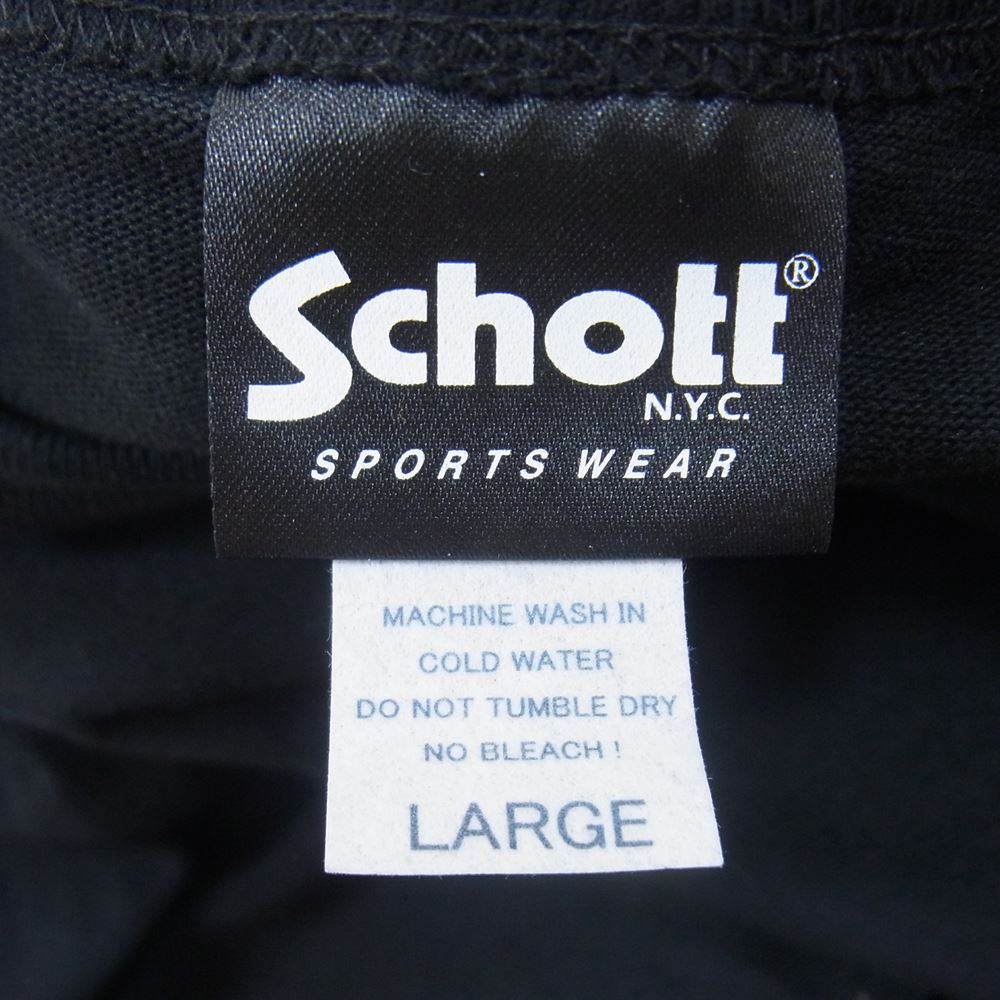 Schott®
N.Y.C.
SPORTS WEAR
MACHINE WASH IN
COLD WATER
DO NOT TUMBLE DRY
NO BLEACH !
LARGE